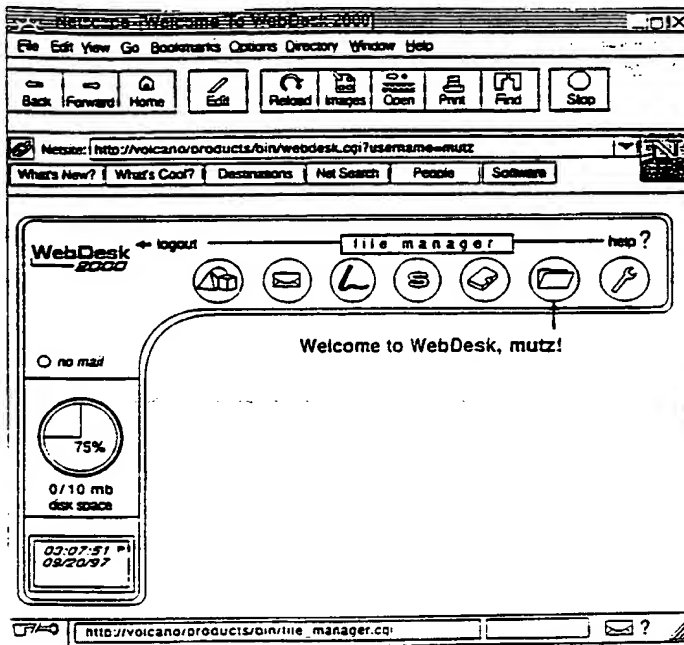 Netscape-[Welcome To WebDesk 2000]
File Edit View Go Bookmarks Options Directory Window Help
Back Forward Home Edit Reload Images Open Print Find Stop
Netsite: http://volcano/products/bin/webdesk.cgi?username=mutz
What's New? What's Cool? Destinations Net Search People Software
WebDesk 2000
logout
file manager
help ?
Welcome to WebDesk, mutz!
no mail
75%
0/10 mb
disk space
03:07:51
09/20/97
http://volcano/products/bin/file_manager.cgi
?